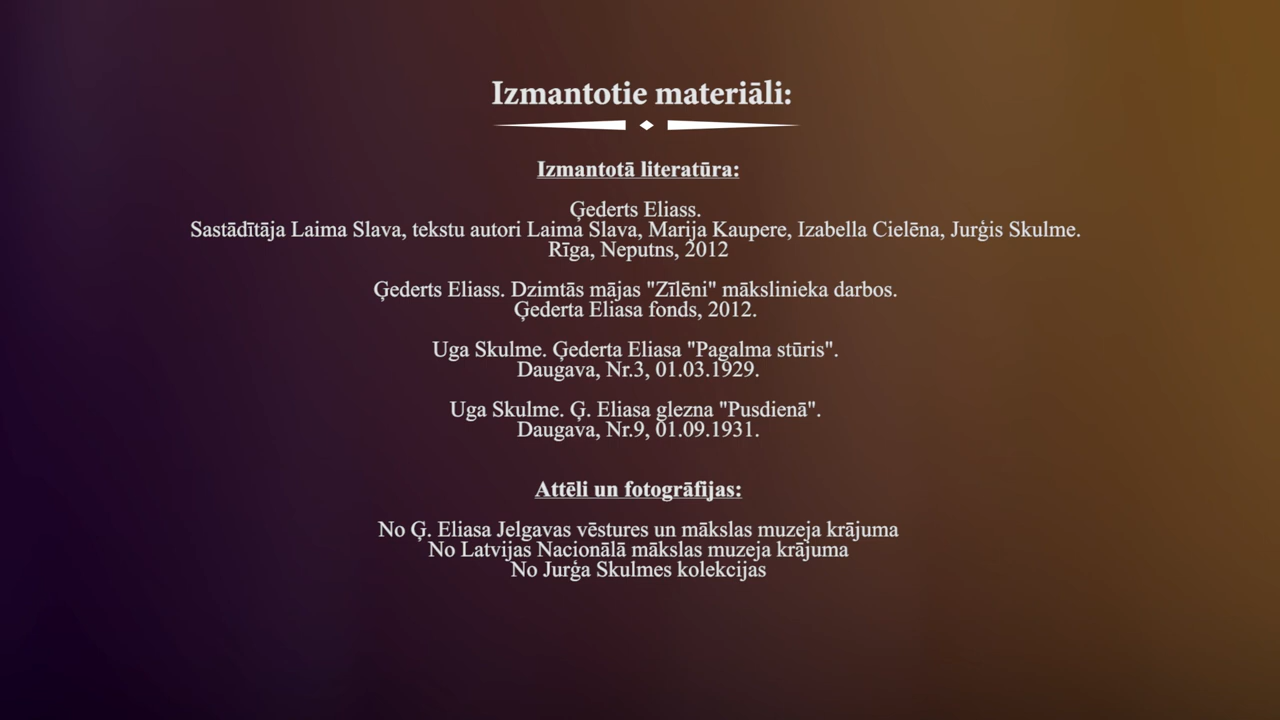 Izmantotie materiāli:
Izmantotā literatūra:
Ģederts Eliass.
Sastādītāja Laima Slava, tekstu autori Laima Slava, Marija Kaupere, Izabella Cielēna, Jurģis Skulme.
Rīga, Neputns, 2012
Ģederts Eliass. Dzimtās mājas "Zīlēni" mākslinieka darbos.
Ģederta Eliasa fonds, 2012.
Uga Skulme. Ģederta Eliasa "Pagalma stūris".
Daugava, Nr.3, 01.03.1929.
Uga Skulme. Ģ. Eliasa glezna "Pusdienā".
Daugava, Nr.9, 01.09.1931.
Attēli un fotogrāfijas:
No Ģ. Eliasa Jelgavas vēstures un mākslas muzeja krājuma
No Latvijas Nacionālā mākslas muzeja krājuma
No Jurģa Skulmes kolekcijas